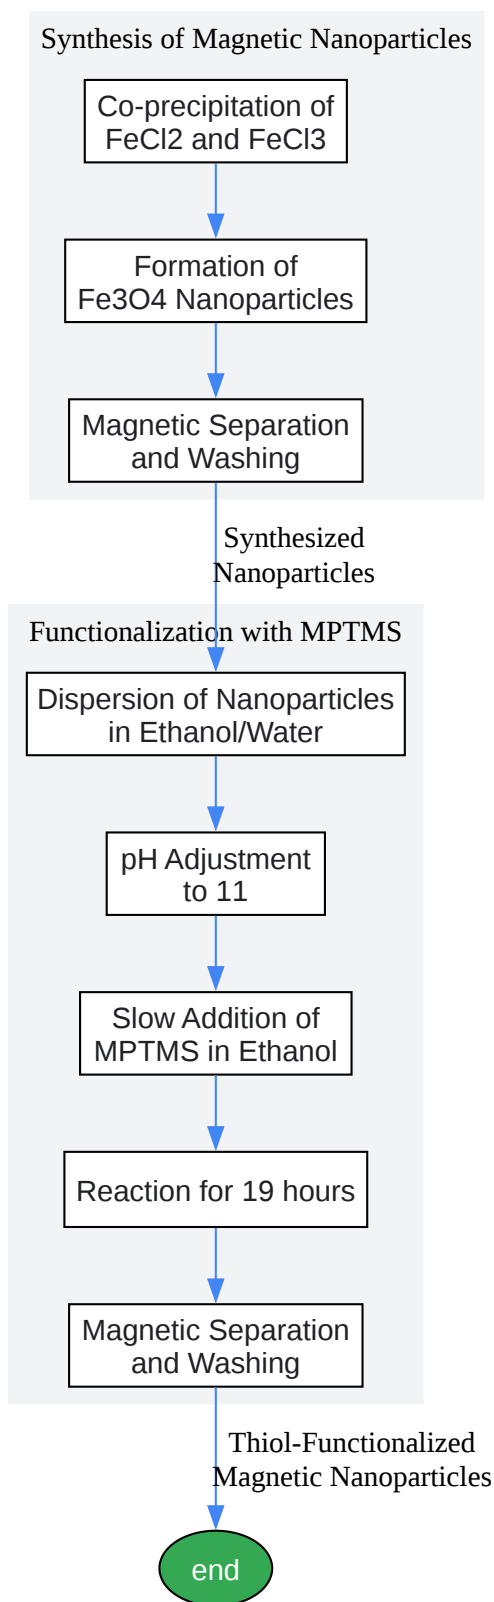 Synthesis of Magnetic Nanoparticles
Co-precipitation of
FeCl2 and FeCl3
Formation of
Fe3O4 Nanoparticles
Magnetic Separation
and Washing
Synthesized
Nanoparticles
Functionalization with MPTMS
Dispersion of Nanoparticles
in Ethanol/Water
pH Adjustment
to 11
Slow Addition of
MPTMS in Ethanol
Reaction for 19 hours
Magnetic Separation
and Washing
Thiol-Functionalized
Magnetic Nanoparticles
end